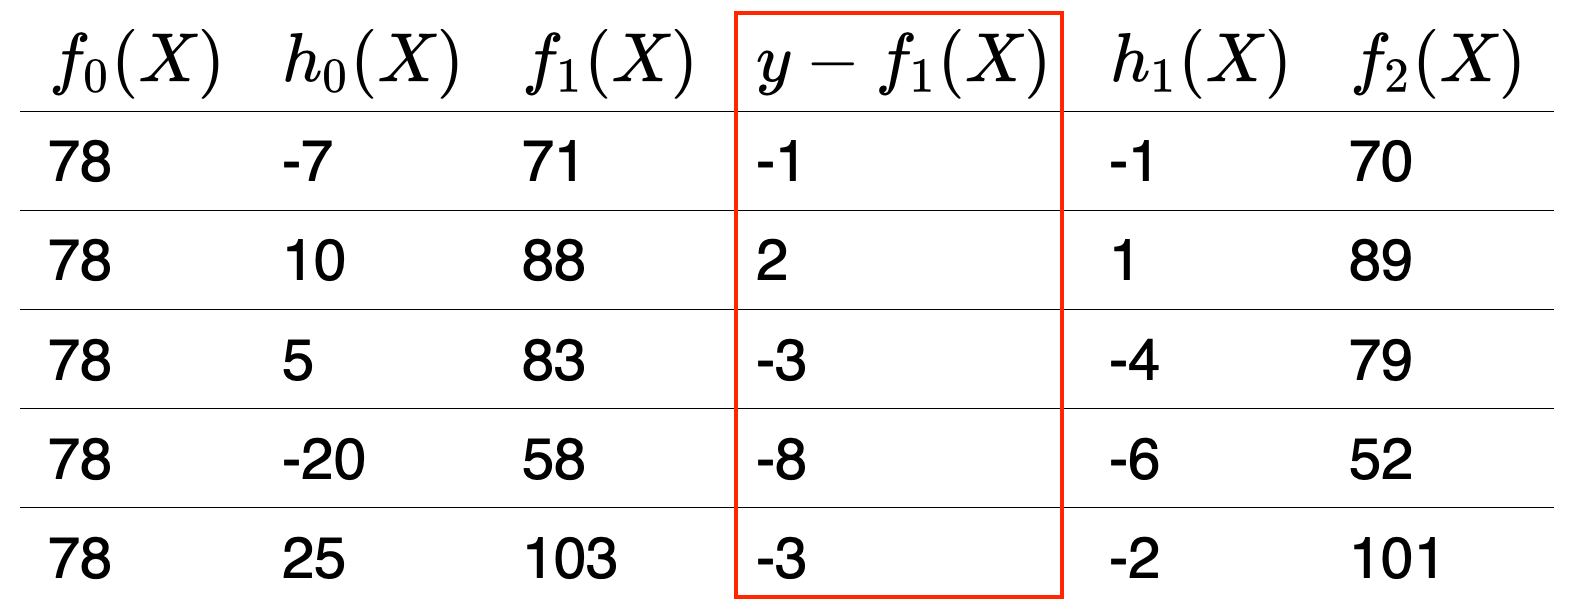 f₀(X) h₀(X) f₁(X) y − f₁(X) h₁(X) f₂(X)
78 -7 71 -1 -1 70
78 10 88 2 1 89
78 5 83 -3 -4 79
78 -20 58 -8 -6 52
78 25 103 -3 -2 101